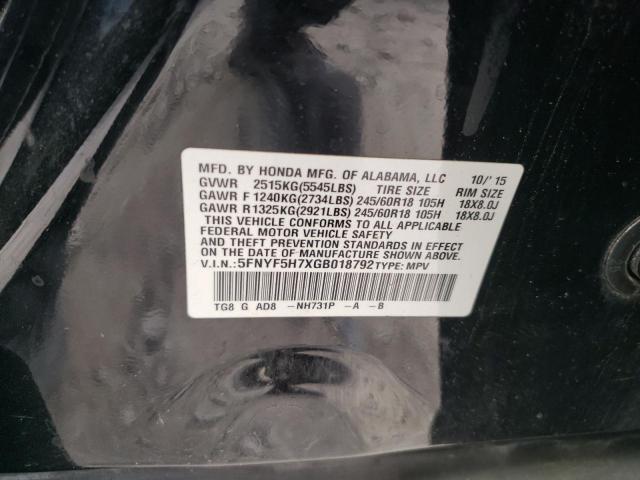 MFD. BY HONDA MFG. OF ALABAMA, LLC 10/'15
GVWR 2515KG(5545LBS) TIRE SIZE RIM SIZE
GAWR F 1240KG(2734LBS) 245/60R18 105H 18X8.0J
GAWR R1325KG(2921LBS) 245/60R18 105H 18X8.0J
THIS VEHICLE CONFORMS TO ALL APPLICABLE
FEDERAL MOTOR VEHICLE SAFETY
AND THEFT PREVENTION STANDARDS IN EFFECT
ON THE DATE OF MANUFACTURE SHOWN ABOVE.
V.I.N.:5FNYF5H7XGB018792 TYPE: MPV
TG8 G AD8 -NH731P -A -B